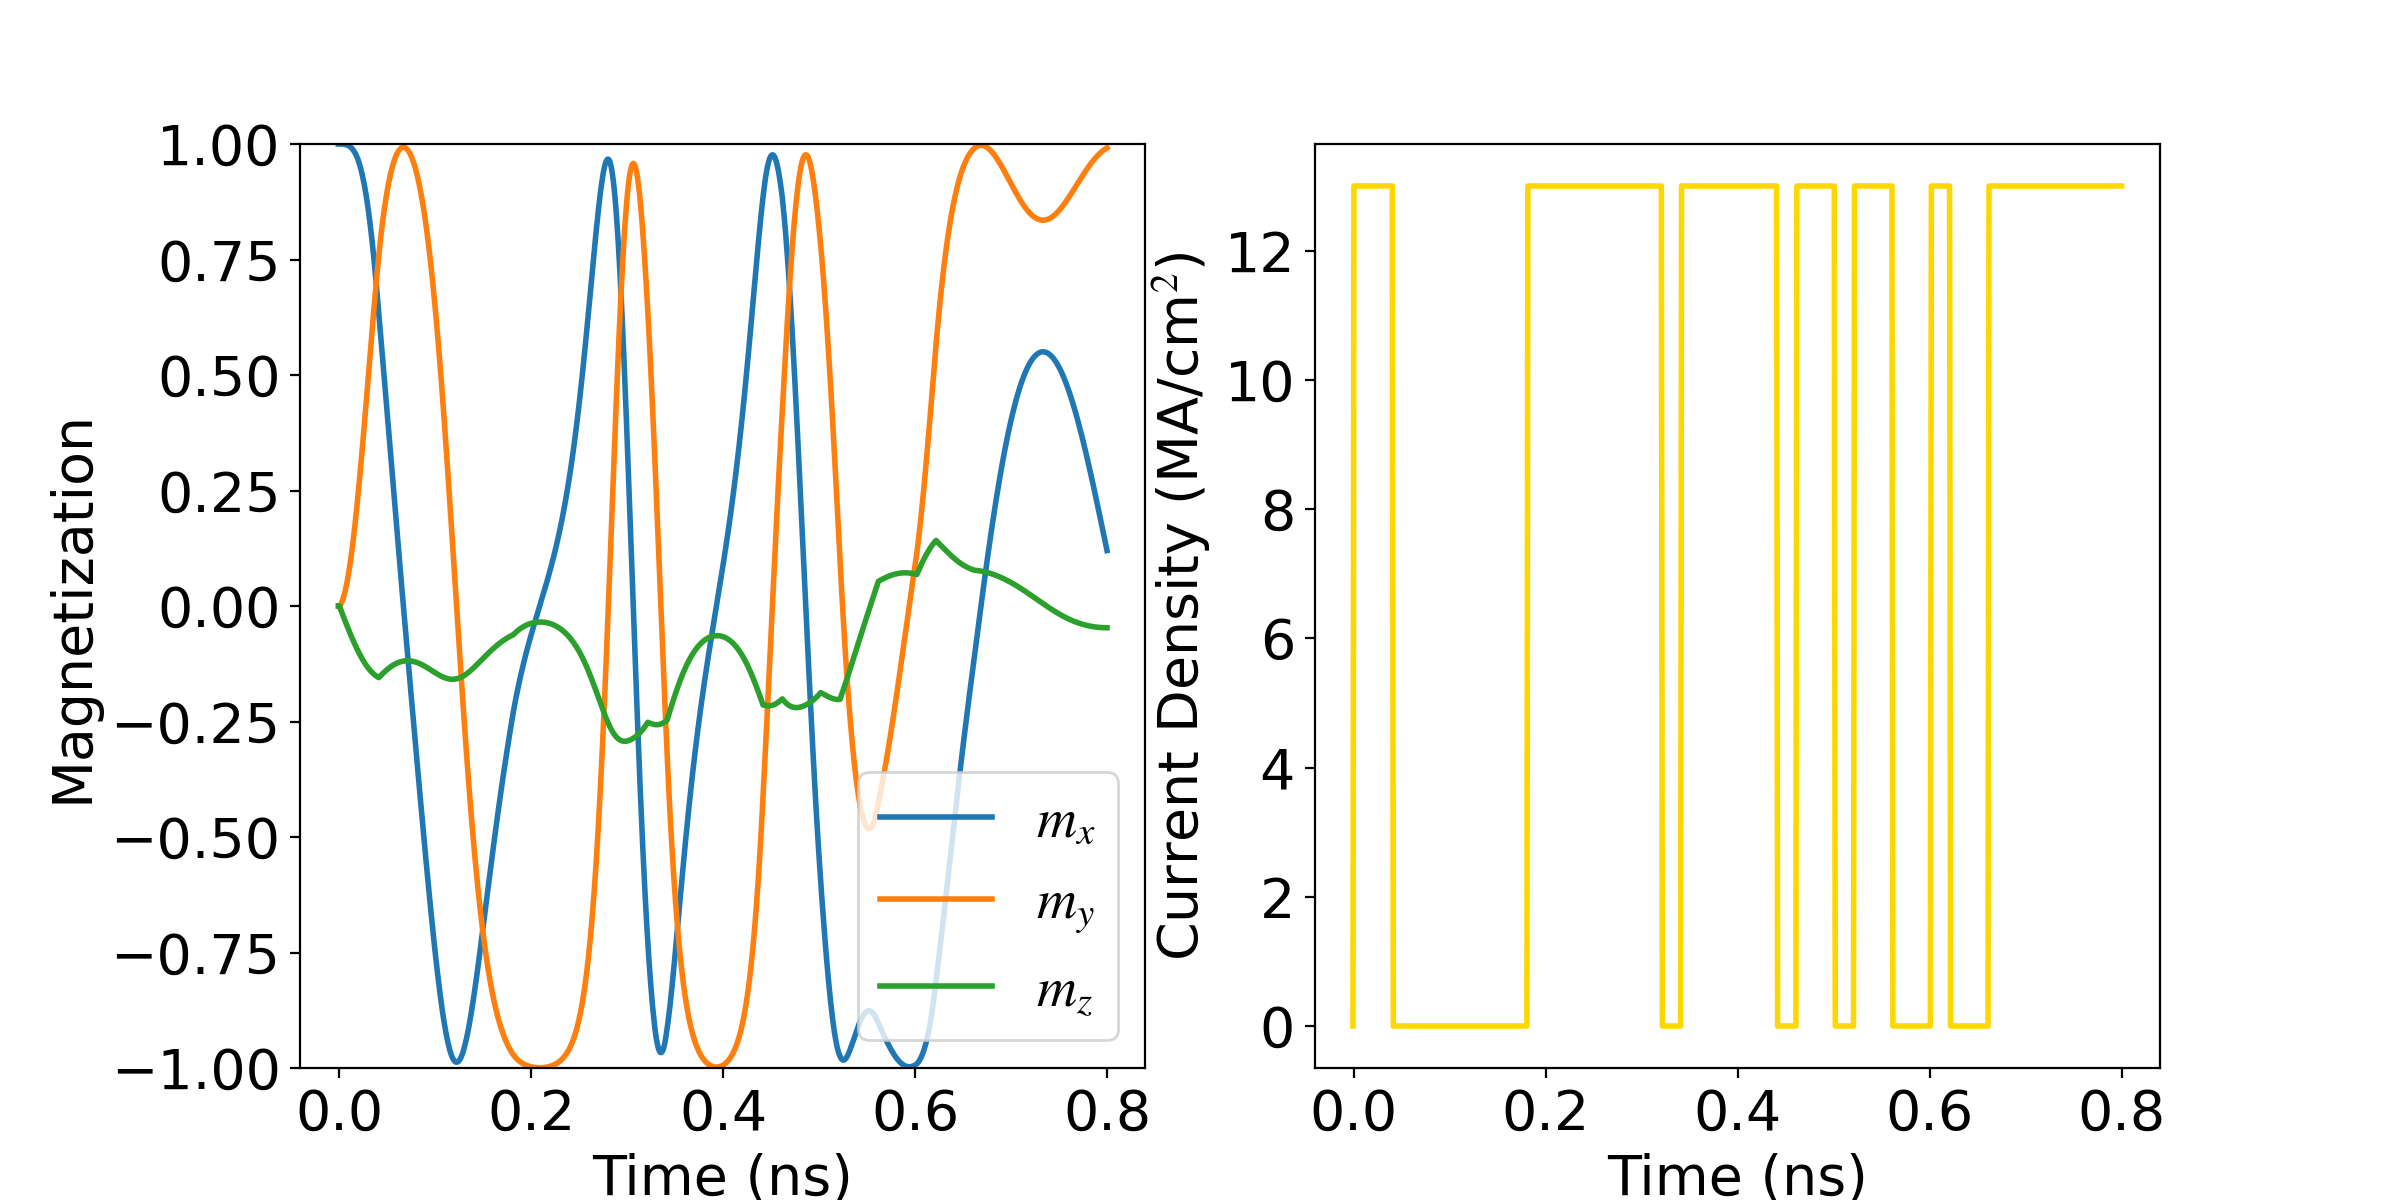 Magnetization
1.00
0.75
0.50
0.25
0.00
−0.25
−0.50
−0.75
−1.00
0.0 0.2 0.4 0.6 0.8
Time (ns)
m_x
m_y
m_z
Current Density (MA/cm²)
12
10
8
6
4
2
0
0.0 0.2 0.4 0.6 0.8
Time (ns)